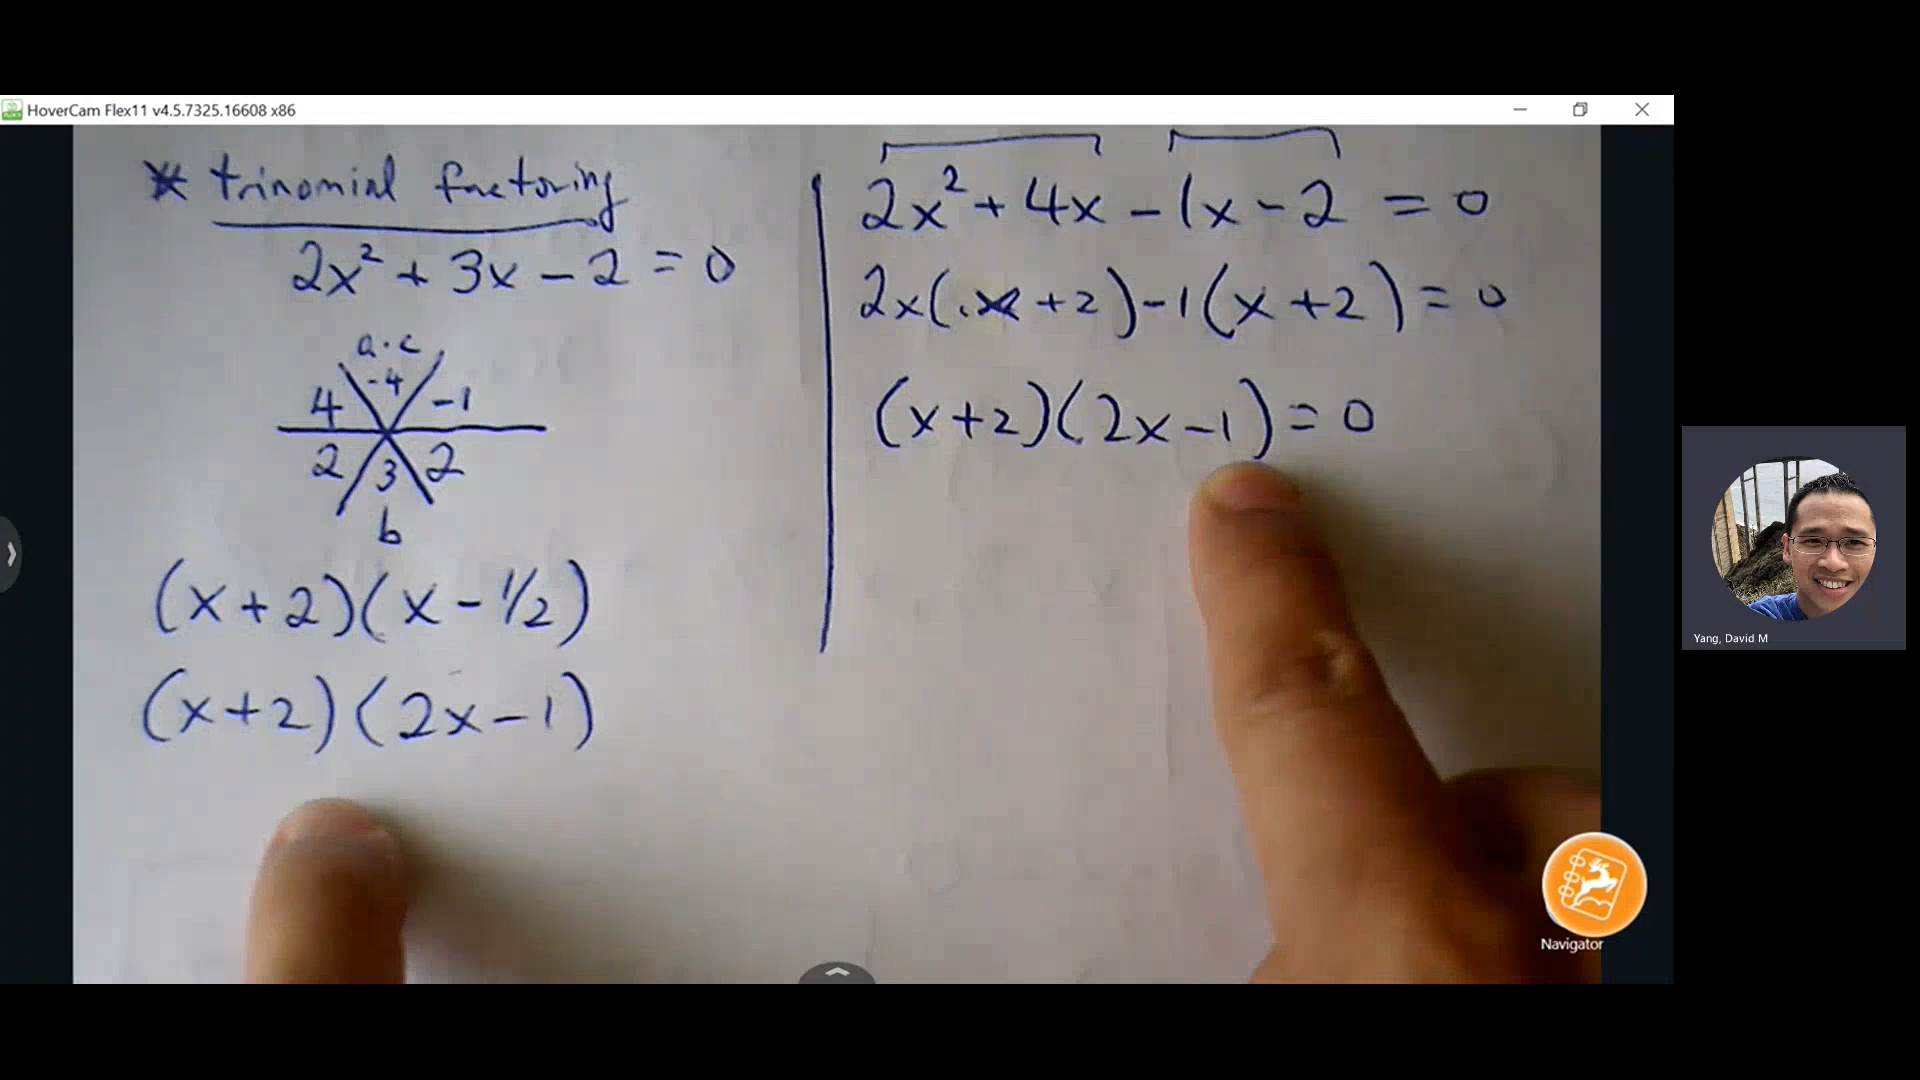 HoverCam Flex11 v4.5.7325.16608 x86
* trinomial factoring
2x² + 3x - 2 = 0
a·c
-4
4 -1
2 3 2
b
(x+2)(x-1/2)
(x+2)(2x-1)
2x² + 4x - 1x - 2 = 0
2x(x+2)-1(x+2) = 0
(x+2)(2x-1) = 0
Yang, David M
Navigator